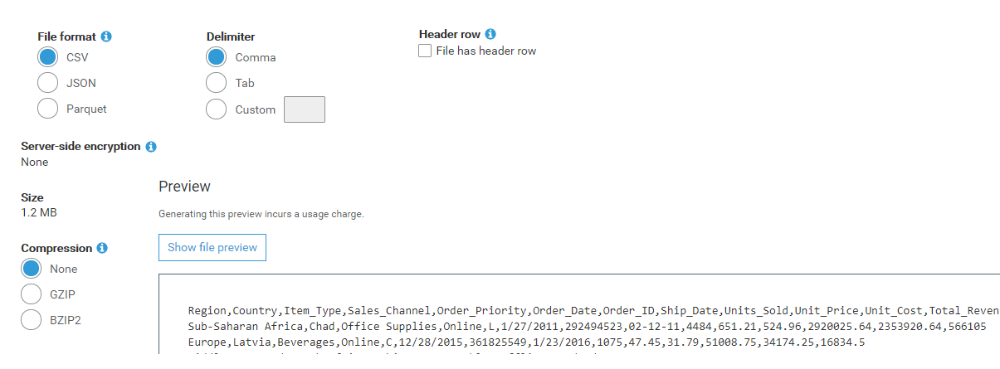 File format
CSV
JSON
Parquet
Delimiter
Comma
Tab
Custom
Header row
File has header row
Server-side encryption
None
Size
1.2 MB
Compression
None
GZIP
BZIP2
Preview
Generating this preview incurs a usage charge.
Show file preview
Region,Country,Item_Type,Sales_Channel,Order_Priority,Order_Date,Order_ID,Ship_Date,Units_Sold,Unit_Price,Unit_Cost,Total_Reven
Sub-Saharan Africa,Chad,Office Supplies,Online,L,1/27/2011,292494523,02-12-11,4484,651.21,524.96,2920025.64,2353920.64,566105
Europe,Latvia,Beverages,Online,C,12/28/2015,361825549,1/23/2016,1075,47.45,31.79,51008.75,34174.25,16834.5